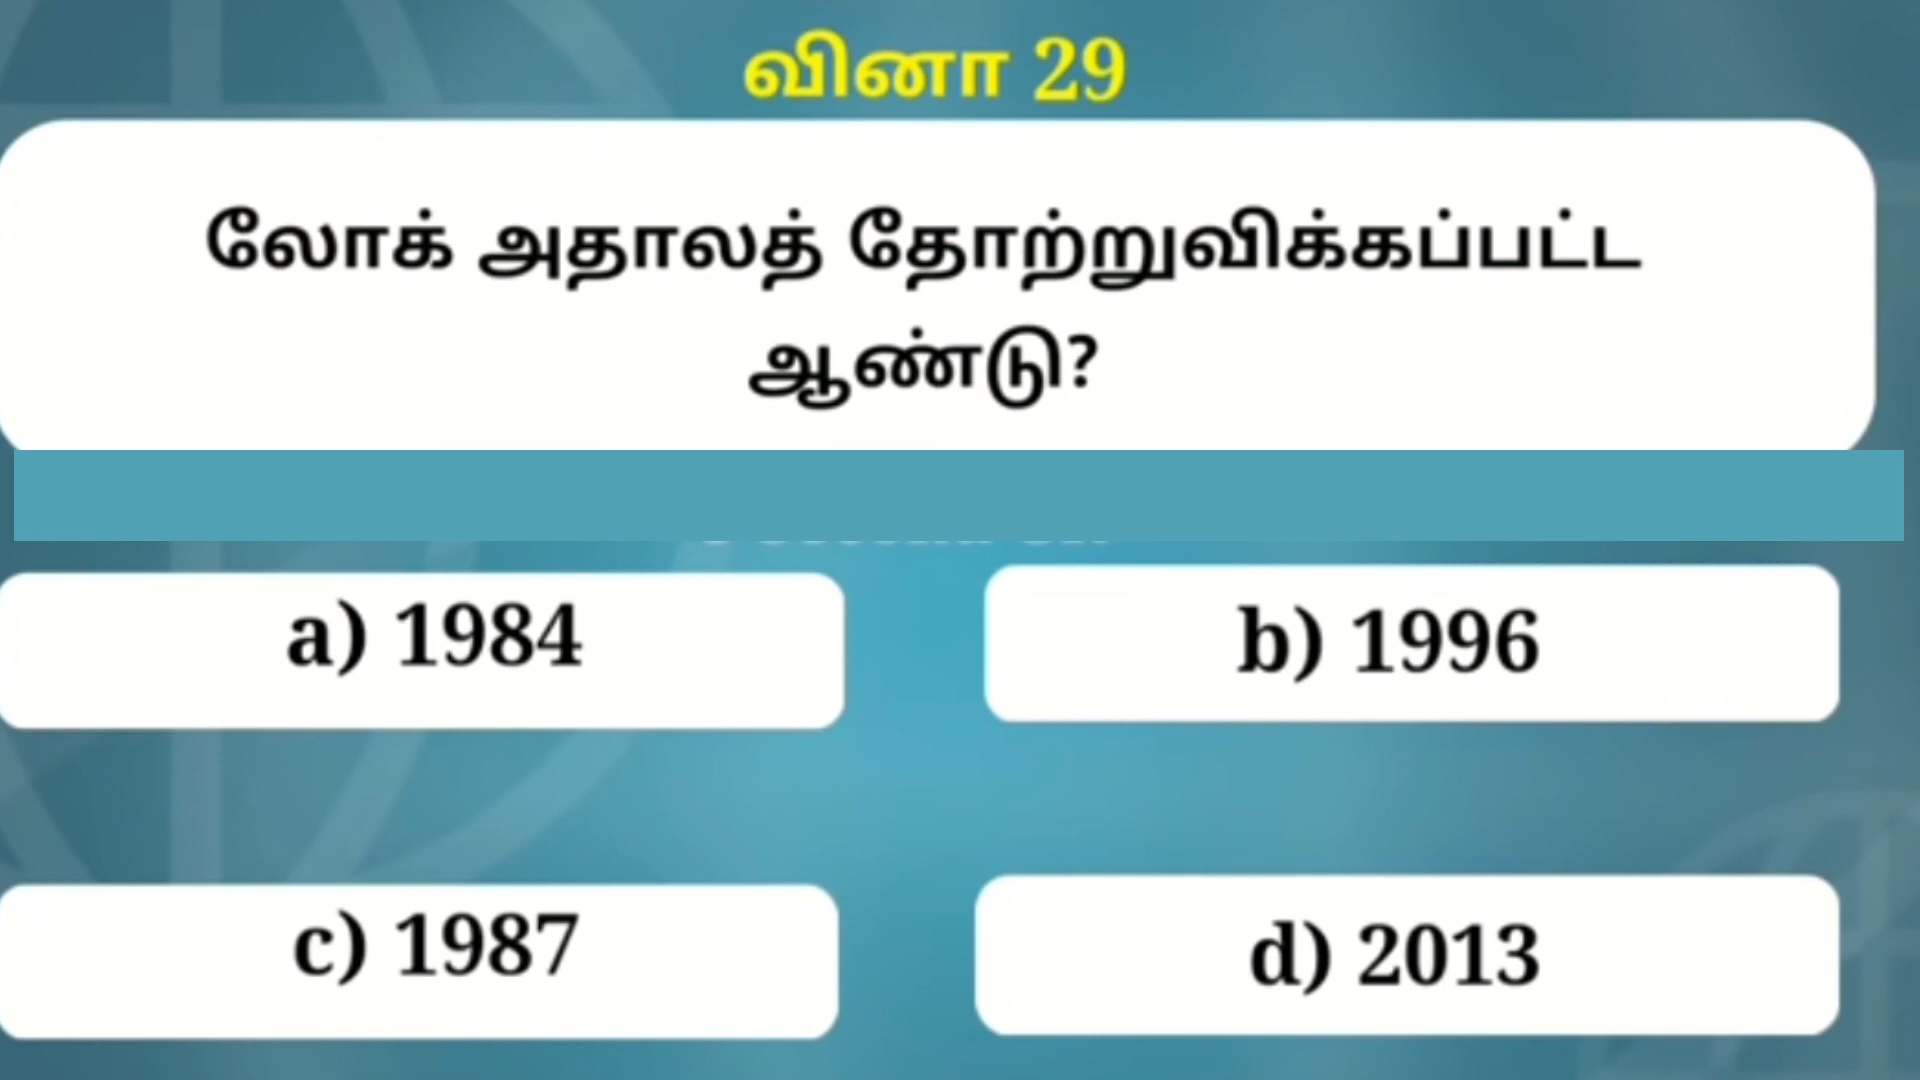 வினா 29
லோக் அதாலத் தோற்றுவிக்கப்பட்ட
ஆண்டு?
a) 1984
b) 1996
c) 1987
d) 2013